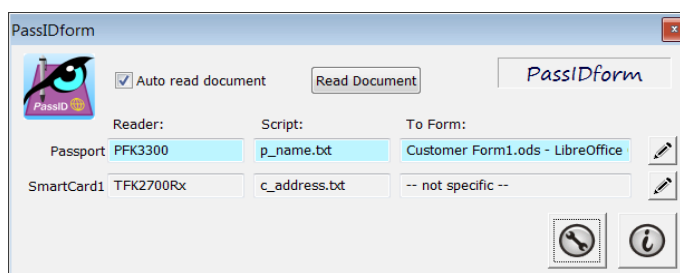 PassIDform
Auto read document Read Document PassIDform
PassID
Reader: Script: To Form:
Passport PFK3300 p_name.txt Customer Form1.ods - LibreOffice
SmartCard1 TFK2700Rx c_address.txt -- not specific --